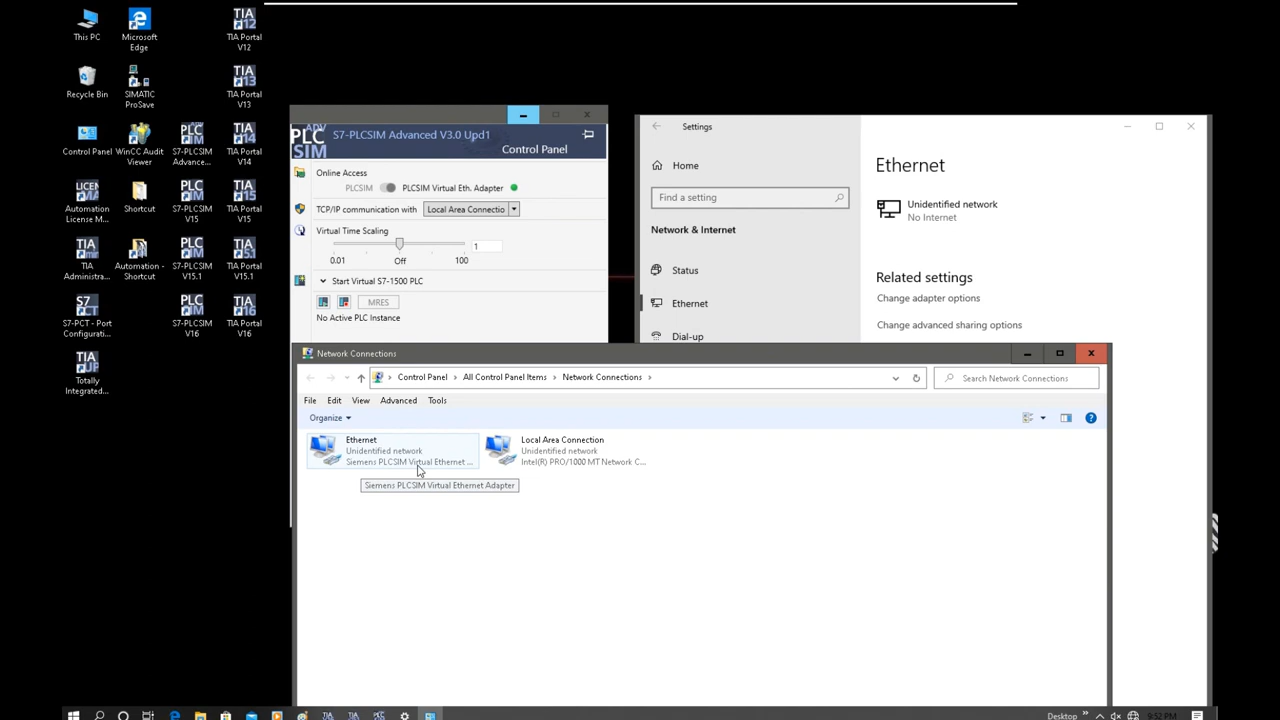 This PC
Microsoft
Edge
TIA Portal
V12
Recycle Bin
SIMATIC
ProSave
TIA Portal
V13
Control Panel
WinCC Audit
Viewer
S7-PLCSIM
Advance...
TIA Portal
V14
Automation
License M...
Shortcut
S7-PLCSIM
V15
TIA Portal
V15
TIA
Administra...
Automation -
Shortcut
S7-PLCSIM
V15.1
TIA Portal
V15.1
S7-PCT - Port
Configurati...
S7-PLCSIM
V16
TIA Portal
V16
Totally
Integrated...
S7-PLCSIM Advanced V3.0 Upd1
Control Panel
Online Access
PLCSIM PLCSIM Virtual Eth. Adapter
TCP/IP communication with Local Area Connectio
Virtual Time Scaling
1
0.01 Off 100
Start Virtual S7-1500 PLC
MRES
No Active PLC Instance
Settings
Home
Find a setting
Network & Internet
Status
Ethernet
Dial-up
Ethernet
Unidentified network
No Internet
Related settings
Change adapter options
Change advanced sharing options
Network Connections
Control Panel > All Control Panel Items > Network Connections >
Search Network Connections
File Edit View Advanced Tools
Organize
Ethernet
Unidentified network
Siemens PLCSIM Virtual Ethernet ...
Local Area Connection
Unidentified network
Intel(R) PRO/1000 MT Network C...
Siemens PLCSIM Virtual Ethernet Adapter
Desktop
9:52 PM